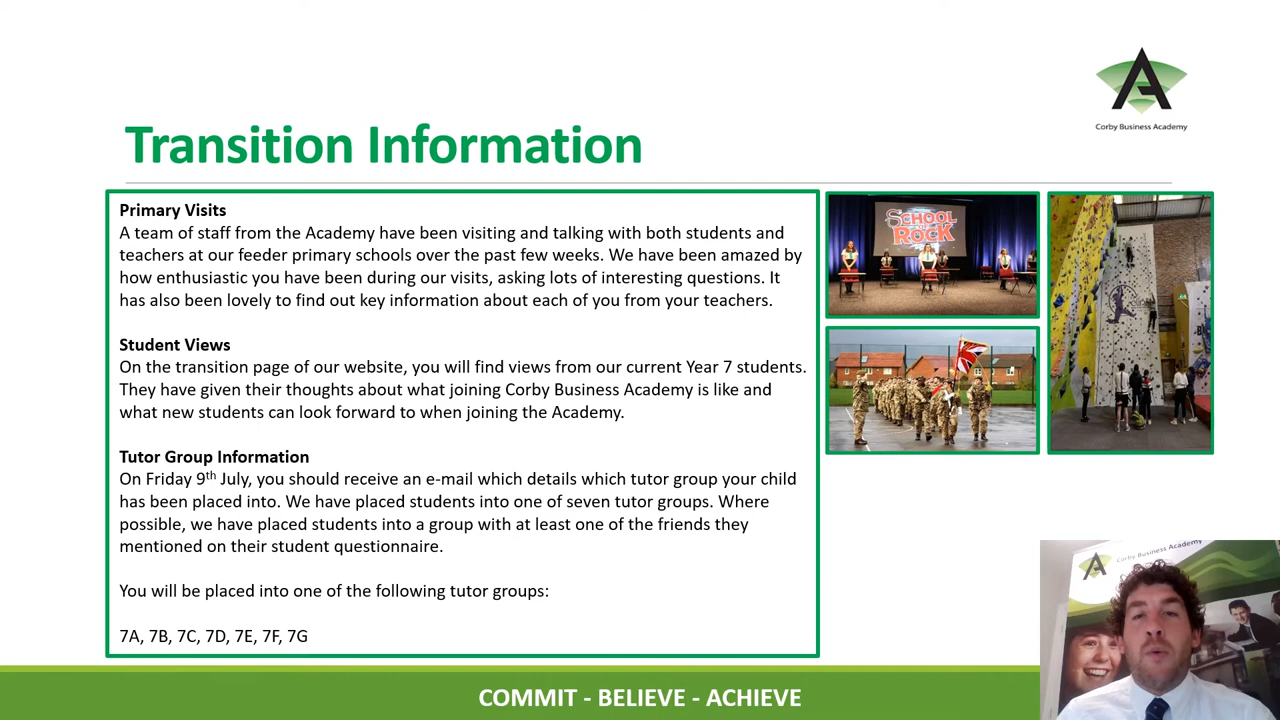 Corby Business Academy
Transition Information
Primary Visits
A team of staff from the Academy have been visiting and talking with both students and
teachers at our feeder primary schools over the past few weeks. We have been amazed by
how enthusiastic you have been during our visits, asking lots of interesting questions. It
has also been lovely to find out key information about each of you from your teachers.
Student Views
On the transition page of our website, you will find views from our current Year 7 students.
They have given their thoughts about what joining Corby Business Academy is like and
what new students can look forward to when joining the Academy.
Tutor Group Information
On Friday 9th July, you should receive an e-mail which details which tutor group your child
has been placed into. We have placed students into one of seven tutor groups. Where
possible, we have placed students into a group with at least one of the friends they
mentioned on their student questionnaire.
You will be placed into one of the following tutor groups:
7A, 7B, 7C, 7D, 7E, 7F, 7G
SCHOOL
OF
ROCK
Corby Business Academy
COMMIT - BELIEVE - ACHIEVE